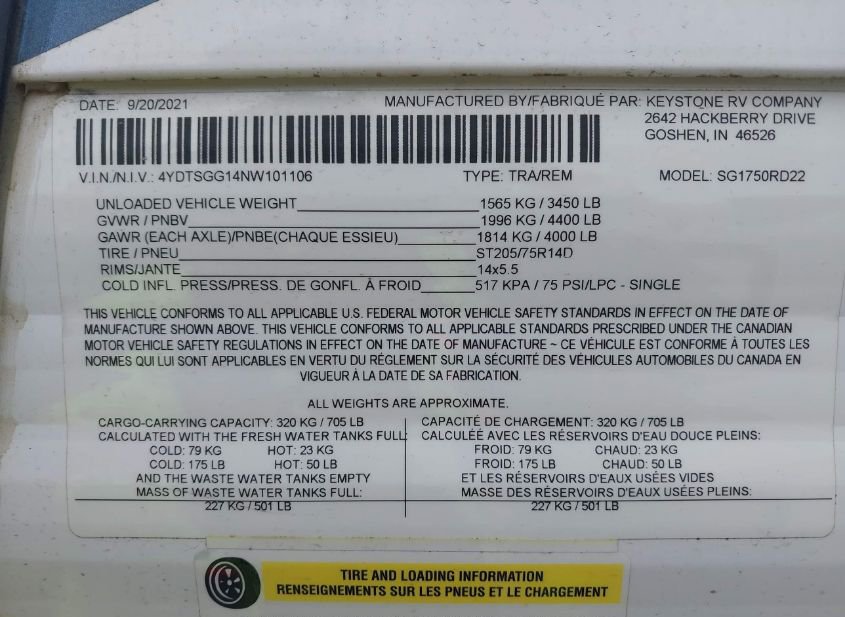 DATE: 9/20/2021
MANUFACTURED BY/FABRIQUÉ PAR: KEYSTONE RV COMPANY
2642 HACKBERRY DRIVE
GOSHEN, IN 46526
V.I.N./N.I.V.: 4YDTSGG14NW101106 TYPE: TRA/REM MODEL: SG1750RD22
UNLOADED VEHICLE WEIGHT 1565 KG / 3450 LB
GVWR / PNBV 1996 KG / 4400 LB
GAWR (EACH AXLE)/PNBE(CHAQUE ESSIEU) 1814 KG / 4000 LB
TIRE / PNEU ST205/75R14D
RIMS/JANTE 14x5.5
COLD INFL. PRESS/PRESS. DE GONFL. À FROID 517 KPA / 75 PSI/LPC - SINGLE
THIS VEHICLE CONFORMS TO ALL APPLICABLE U.S. FEDERAL MOTOR VEHICLE SAFETY STANDARDS IN EFFECT ON THE DATE OF
MANUFACTURE SHOWN ABOVE. THIS VEHICLE CONFORMS TO ALL APPLICABLE STANDARDS PRESCRIBED UNDER THE CANADIAN
MOTOR VEHICLE SAFETY REGULATIONS IN EFFECT ON THE DATE OF MANUFACTURE ~ CE VÉHICULE EST CONFORME À TOUTES LES
NORMES QUI LUI SONT APPLICABLES EN VERTU DU RÉGLEMENT SUR LA SÉCURITÉ DES VÉHICULES AUTOMOBILES DU CANADA EN
VIGUEUR À LA DATE DE SA FABRICATION.
ALL WEIGHTS ARE APPROXIMATE.
CARGO-CARRYING CAPACITY: 320 KG / 705 LB
CALCULATED WITH THE FRESH WATER TANKS FULL:
COLD: 79 KG HOT: 23 KG
COLD: 175 LB HOT: 50 LB
AND THE WASTE WATER TANKS EMPTY
MASS OF WASTE WATER TANKS FULL:
227 KG / 501 LB
CAPACITÉ DE CHARGEMENT: 320 KG / 705 LB
CALCULÉE AVEC LES RÉSERVOIRS D'EAU DOUCE PLEINS:
FROID: 79 KG CHAUD: 23 KG
FROID: 175 LB CHAUD: 50 LB
ET LES RÉSERVOIRS D'EAUX USÉES VIDES
MASSE DES RÉSERVOIRS D'EAUX USÉES PLEINS:
227 KG / 501 LB
TIRE AND LOADING INFORMATION
RENSEIGNEMENTS SUR LES PNEUS ET LE CHARGEMENT